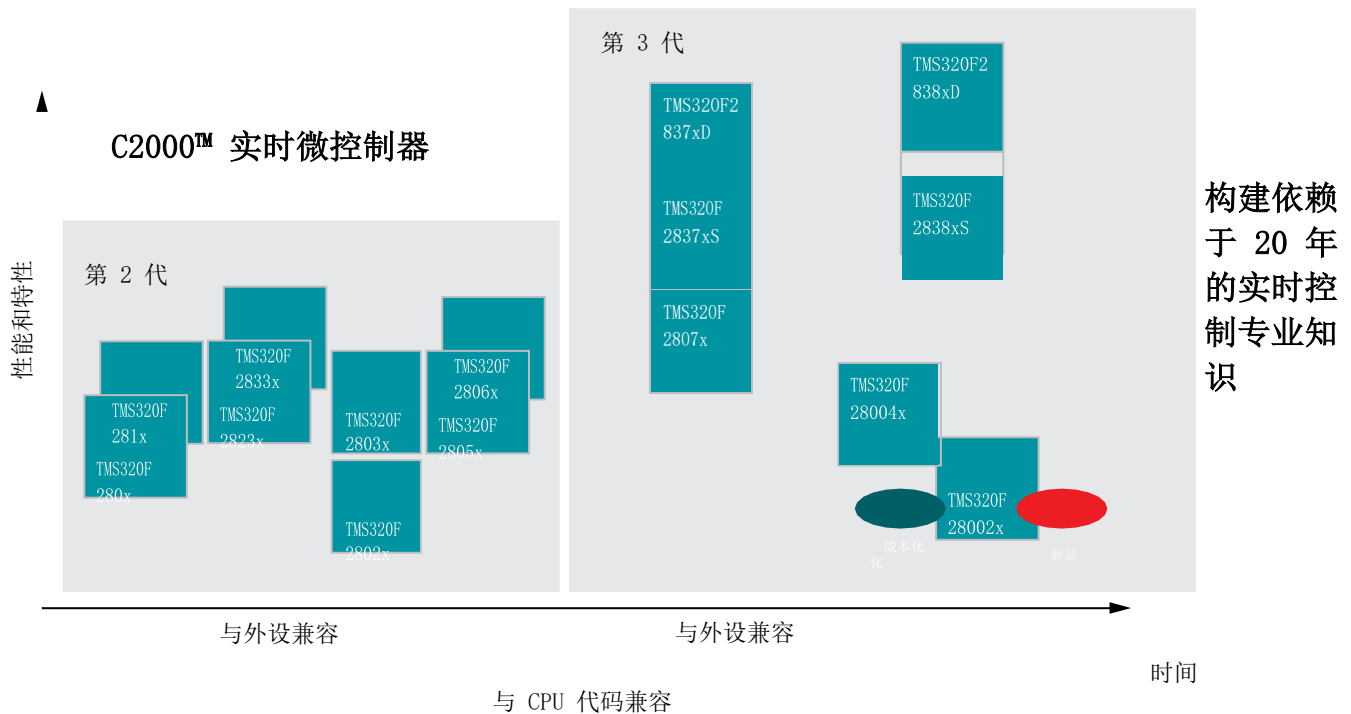 第 3 代
TMS320F2
838xD
TMS320F2
837xD
C2000™ 实时微控制器
TMS320F
2838xS
TMS320F
2837xS
构建依赖
于 20 年
的实时控
制专业知
识
第 2 代
性能和特性
TMS320F
2807x
TMS320F
2833x
TMS320F
2823x
TMS320F
2806x
TMS320F
2805x
TMS320F
281x
TMS320F
280x
TMS320F
2803x
TMS320F
2802x
TMS320F
28004x
TMS320F
28002x
成本优
化
新品
与外设兼容
与外设兼容
时间
与 CPU 代码兼容